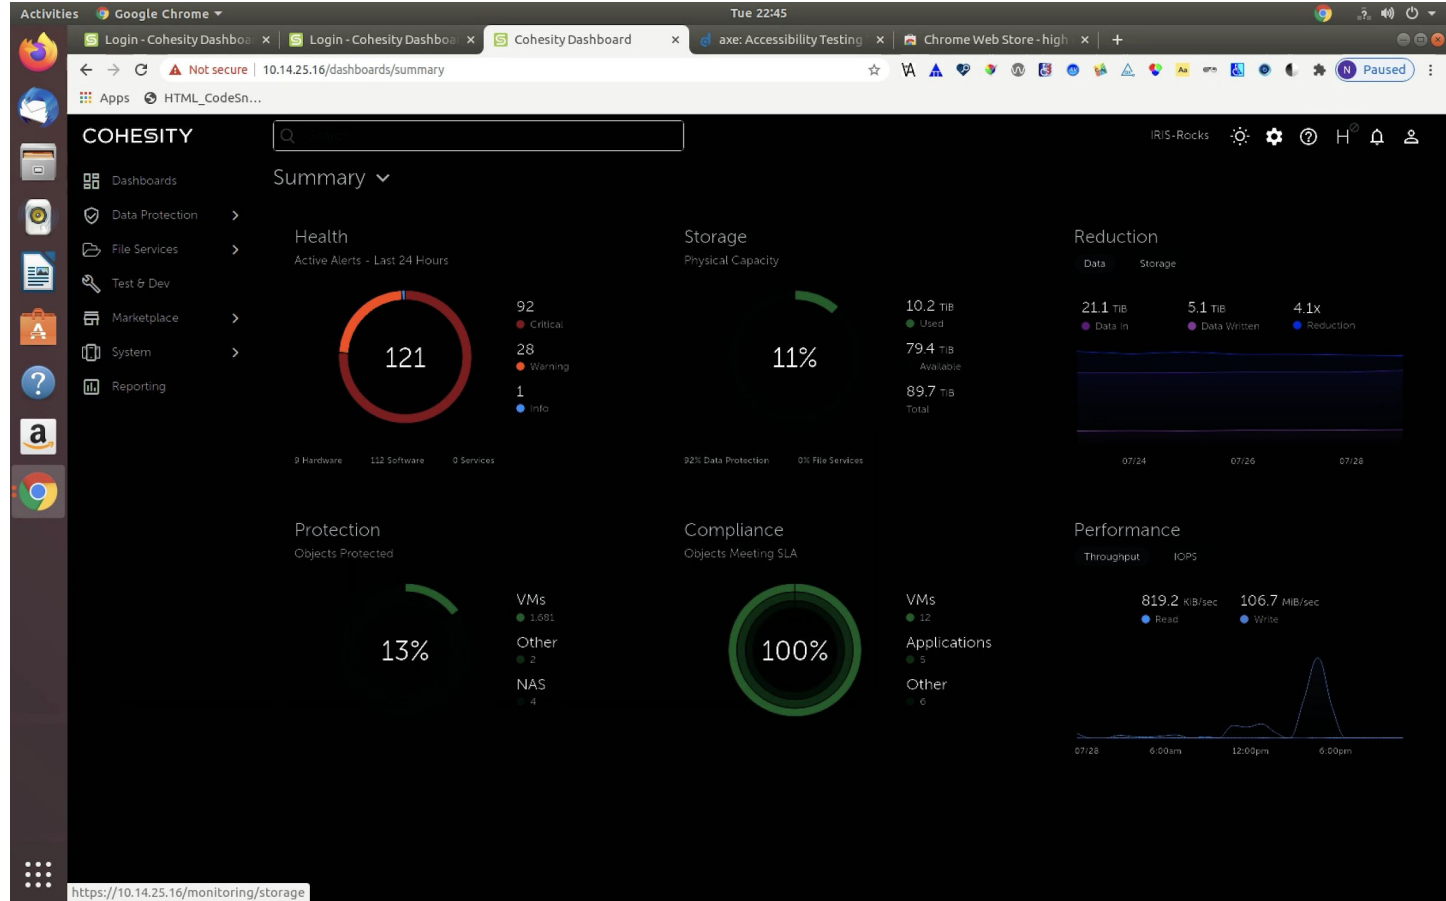 Activities Google Chrome Tue 22:45
Login - Cohesity Dashboa Login - Cohesity Dashboa Cohesity Dashboard axe: Accessibility Testing Chrome Web Store - high
Not secure 10.14.25.16/dashboards/summary Paused
Apps HTML_CodeSn...
COHESITY IRIS-Rocks
Dashboards
Data Protection
File Services
Test & Dev
Marketplace
System
Reporting
Summary
Health
Active Alerts - Last 24 Hours
121
92
Critical
28
Warning
1
Info
9 Hardware 112 Software 0 Services
Storage
Physical Capacity
11%
10.2 TiB
Used
79.4 TiB
Available
89.7 TiB
Total
92% Data Protection 0% File Services
Reduction
Data Storage
21.1 TiB 5.1 TiB 4.1x
Data In Data Written Reduction
07/24 07/26 07/28
Protection
Objects Protected
13%
VMs
1,681
Other
2
NAS
4
Compliance
Objects Meeting SLA
100%
VMs
12
Applications
5
Other
6
Performance
Throughput IOPS
819.2 KiB/sec 106.7 MiB/sec
Read Write
07/28 6:00am 12:00pm 6:00pm
https://10.14.25.16/monitoring/storage